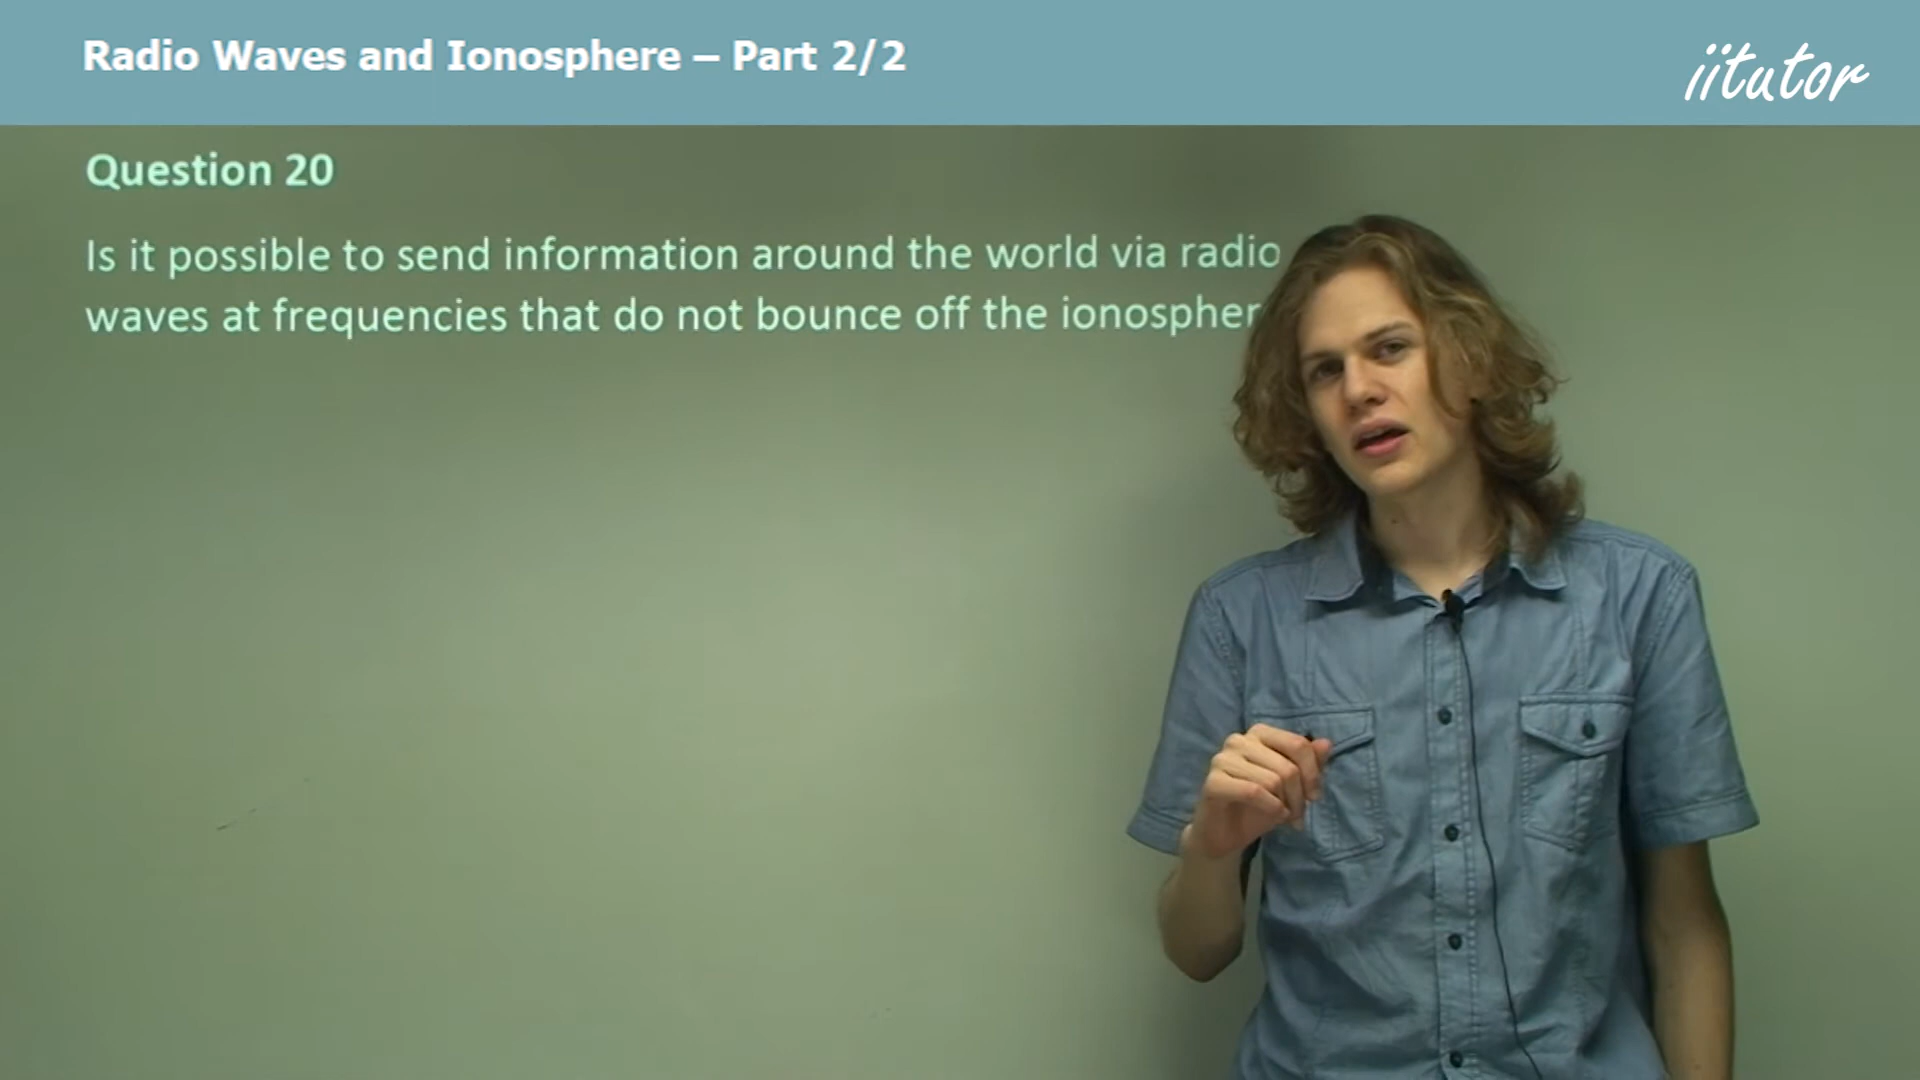 Radio Waves and Ionosphere – Part 2/2
iitutor
Question 20
Is it possible to send information around the world via radio
waves at frequencies that do not bounce off the ionospher